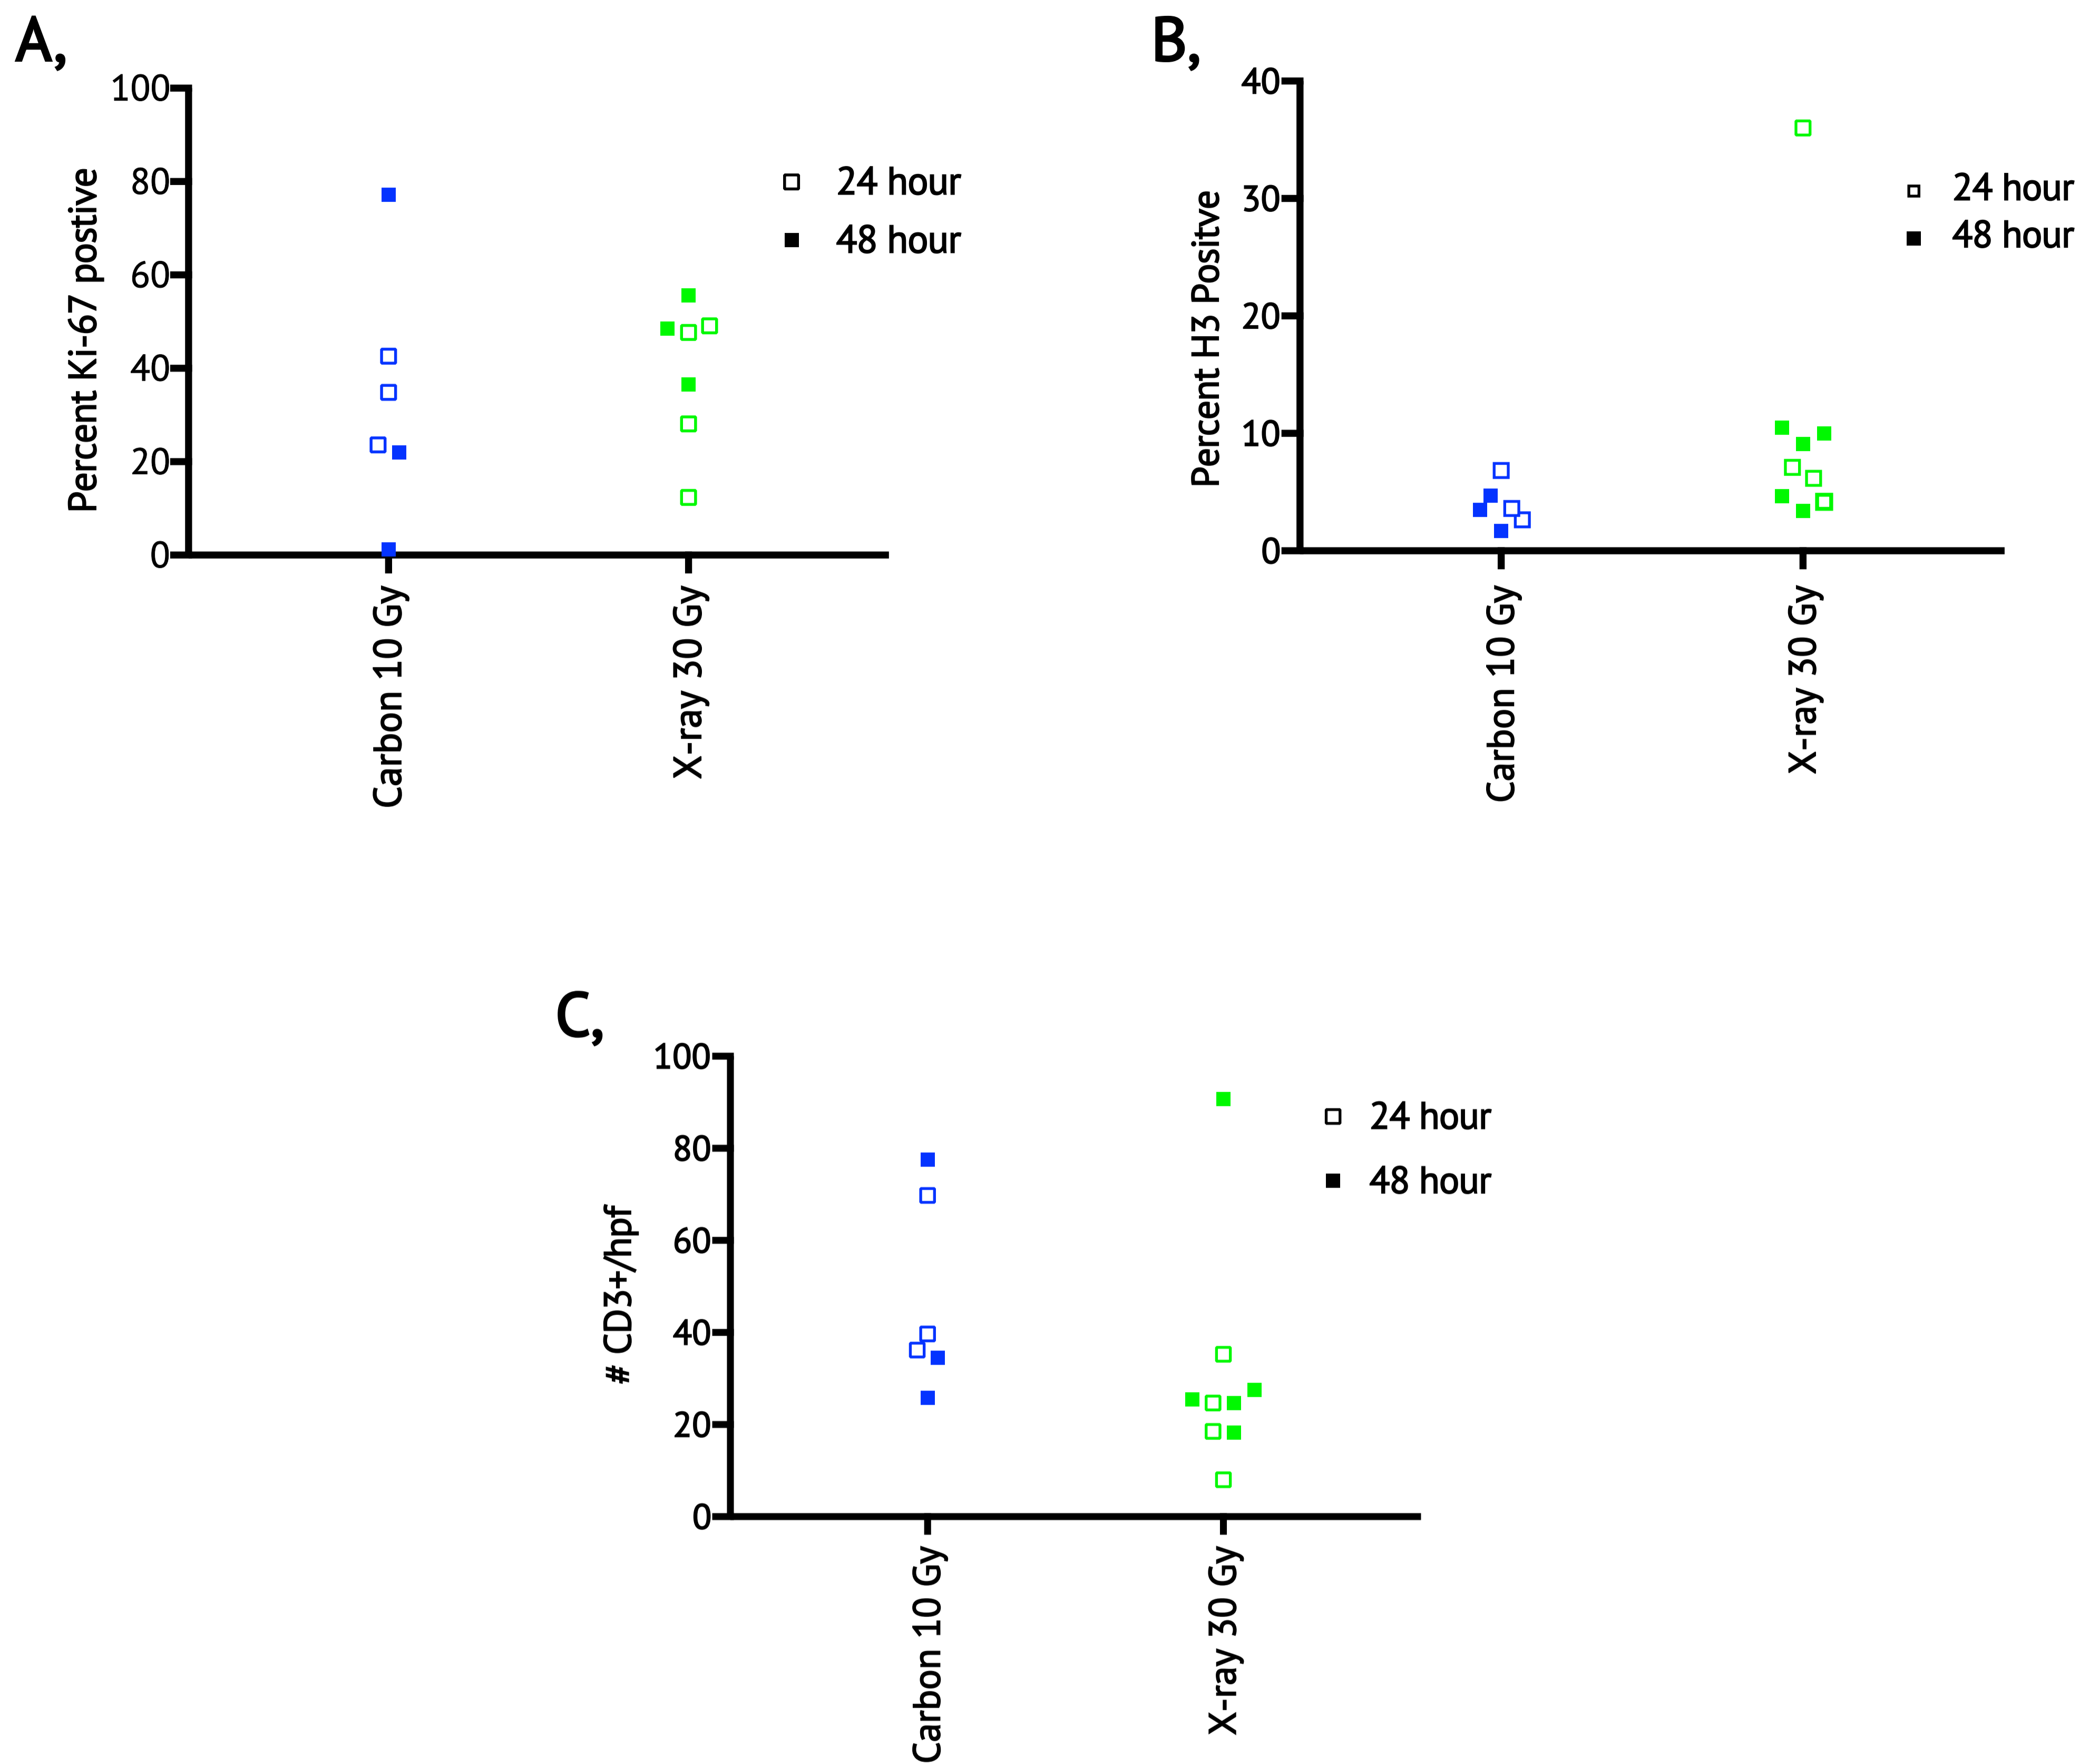 A,
100
80
60
40
20
0
Percent Ki-67 postive
24 hour
48 hour
Carbon 10 Gy
X-ray 30 Gy
B,
40
30
20
10
0
Percent H3 Positve
24 hour
48 hour
Carbon 10 Gy
X-ray 30 Gy
C,
100
80
60
40
20
0
# CD3+/hpf
24 hour
48 hour
Carbon 10 Gy
X-ray 30 Gy